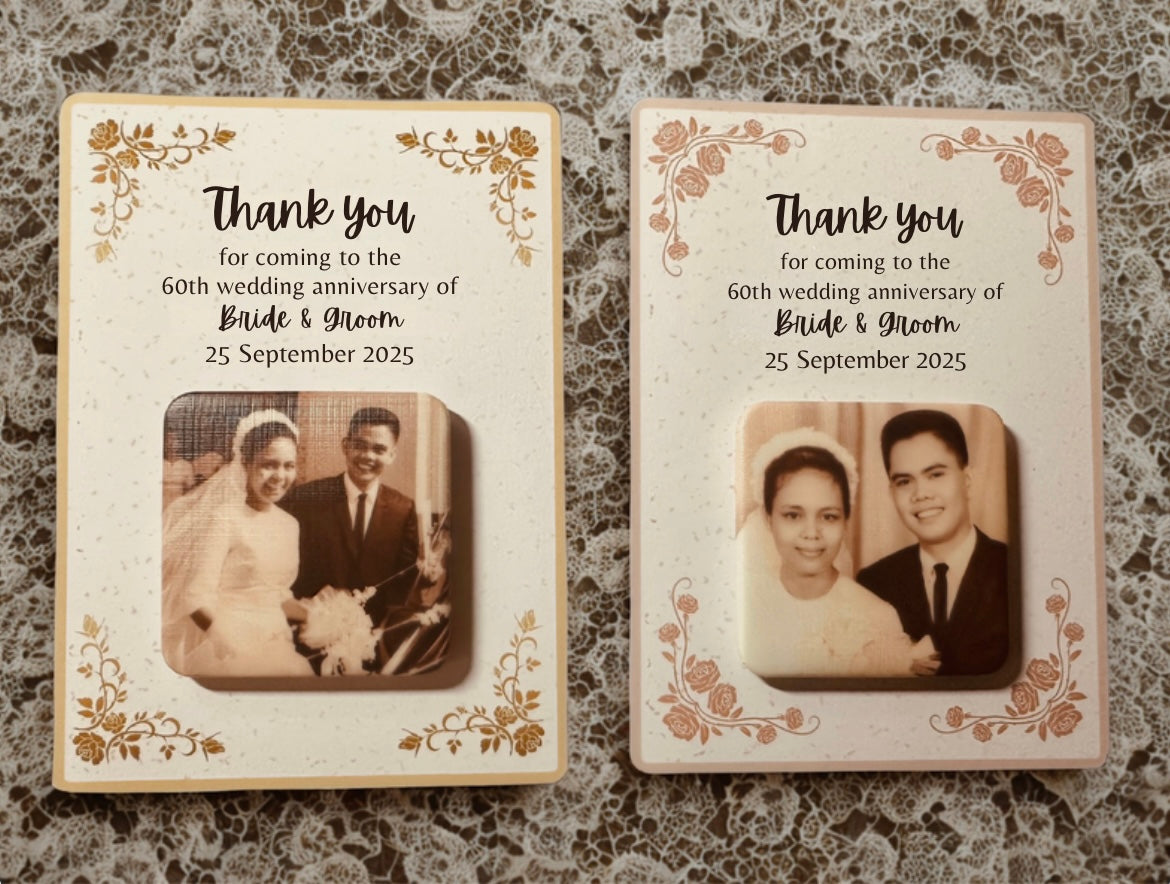 Thank you
for coming to the
60th wedding anniversary of
Bride & Groom
25 September 2025
Thank you
for coming to the
60th wedding anniversary of
Bride & Groom
25 September 2025